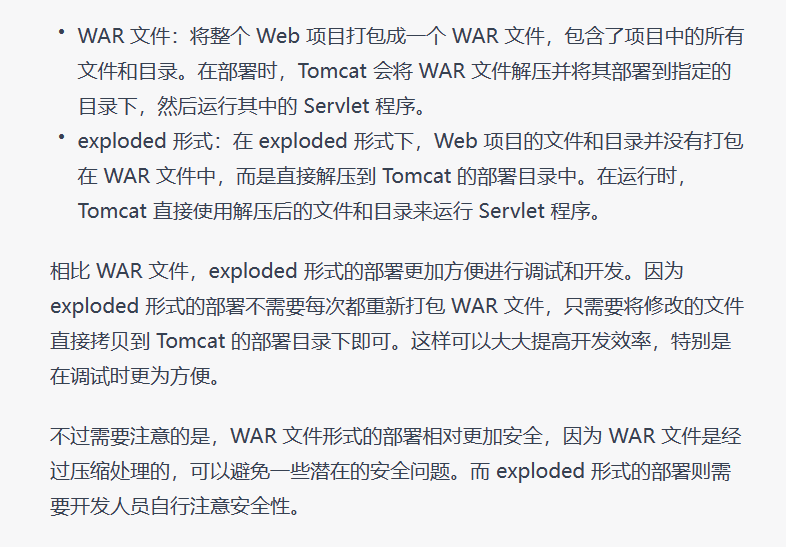 • WAR 文件：将整个 Web 项目打包成一个 WAR 文件，包含了项目中的所有
文件和目录。在部署时，Tomcat 会将 WAR 文件解压并将其部署到指定的
目录下，然后运行其中的 Servlet 程序。
• exploded 形式：在 exploded 形式下，Web 项目的文件和目录并没有打包
在 WAR 文件中，而是直接解压到 Tomcat 的部署目录中。在运行时，
Tomcat 直接使用解压后的文件和目录来运行 Servlet 程序。
相比 WAR 文件，exploded 形式的部署更加方便进行调试和开发。因为
exploded 形式的部署不需要每次都重新打包 WAR 文件，只需要将修改的文件
直接拷贝到 Tomcat 的部署目录下即可。这样可以大大提高开发效率，特别是
在调试时更为方便。
不过需要注意的是，WAR 文件形式的部署相对更加安全，因为 WAR 文件是经
过压缩处理的，可以避免一些潜在的安全问题。而 exploded 形式的部署则需
要开发人员自行注意安全性。